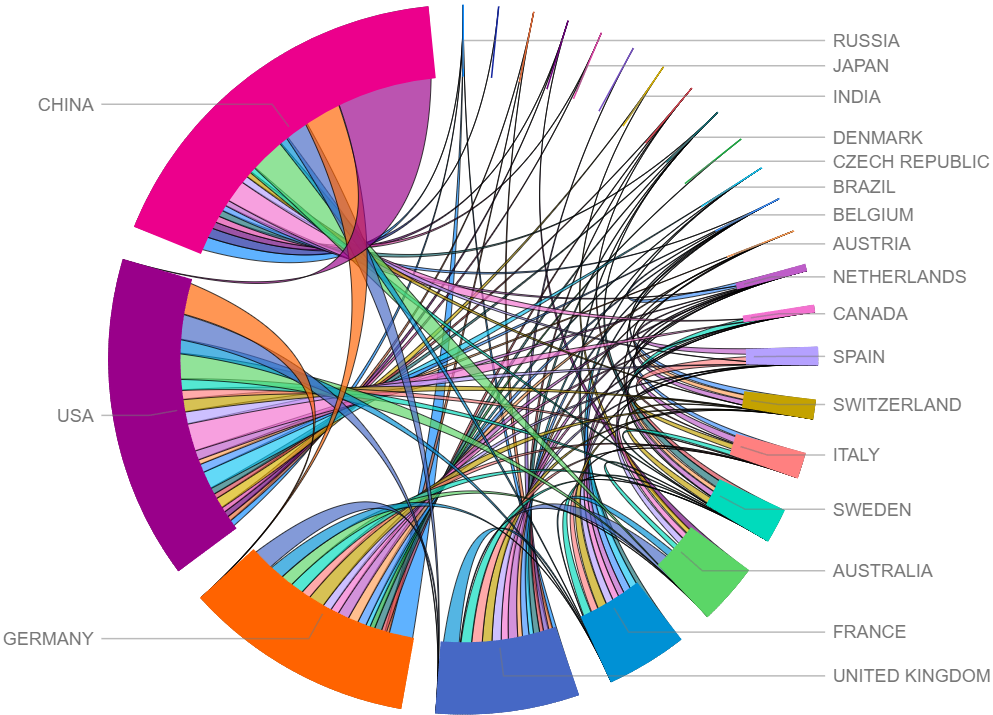 RUSSIA
JAPAN
CHINA
INDIA
DENMARK
CZECH REPUBLIC
BRAZIL
BELGIUM
AUSTRIA
NETHERLANDS
CANADA
SPAIN
SWITZERLAND
USA
ITALY
SWEDEN
AUSTRALIA
FRANCE
GERMANY
UNITED KINGDOM